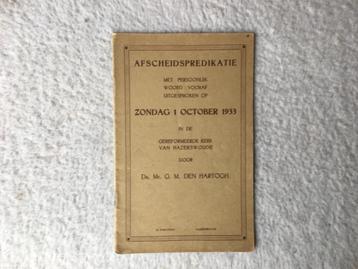 AFSCHEIDSPREDIKATIE
MET PERSOONLIJK
WOORD VOORAF
UITGESPROKEN OP
ZONDAG 1 OCTOBER 1933
IN DE
GEREFORMEERDE KERK
VAN HAZERSWOUDE
DOOR
Ds. Mr. G. M. DEN HARTOGH